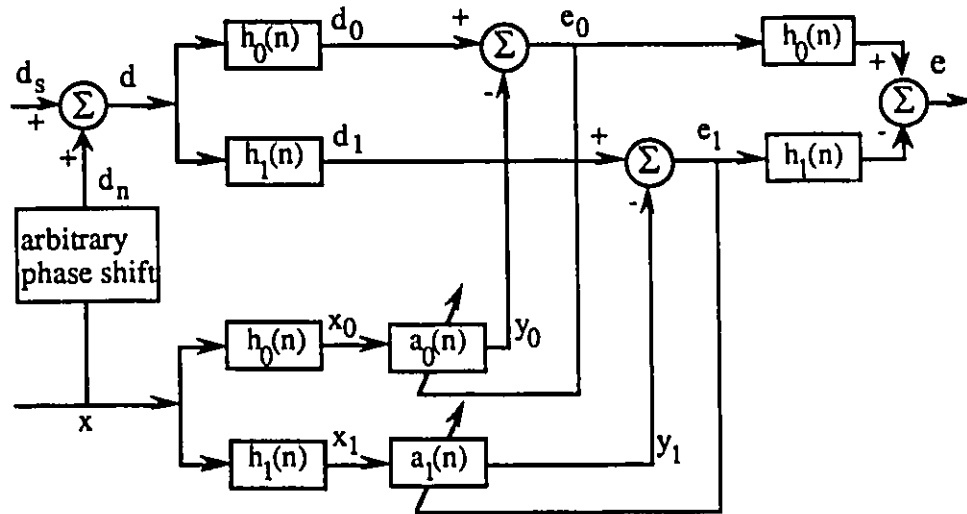 h_0(n) d_0 + Σ e_0 h_0(n)
d_s + Σ d - + Σ e
h_1(n) d_1 + Σ e_1 - h_1(n)
+ d_n -
arbitrary
phase shift
h_0(n) x_0 a_0(n) y_0
x
h_1(n) x_1 a_1(n) y_1